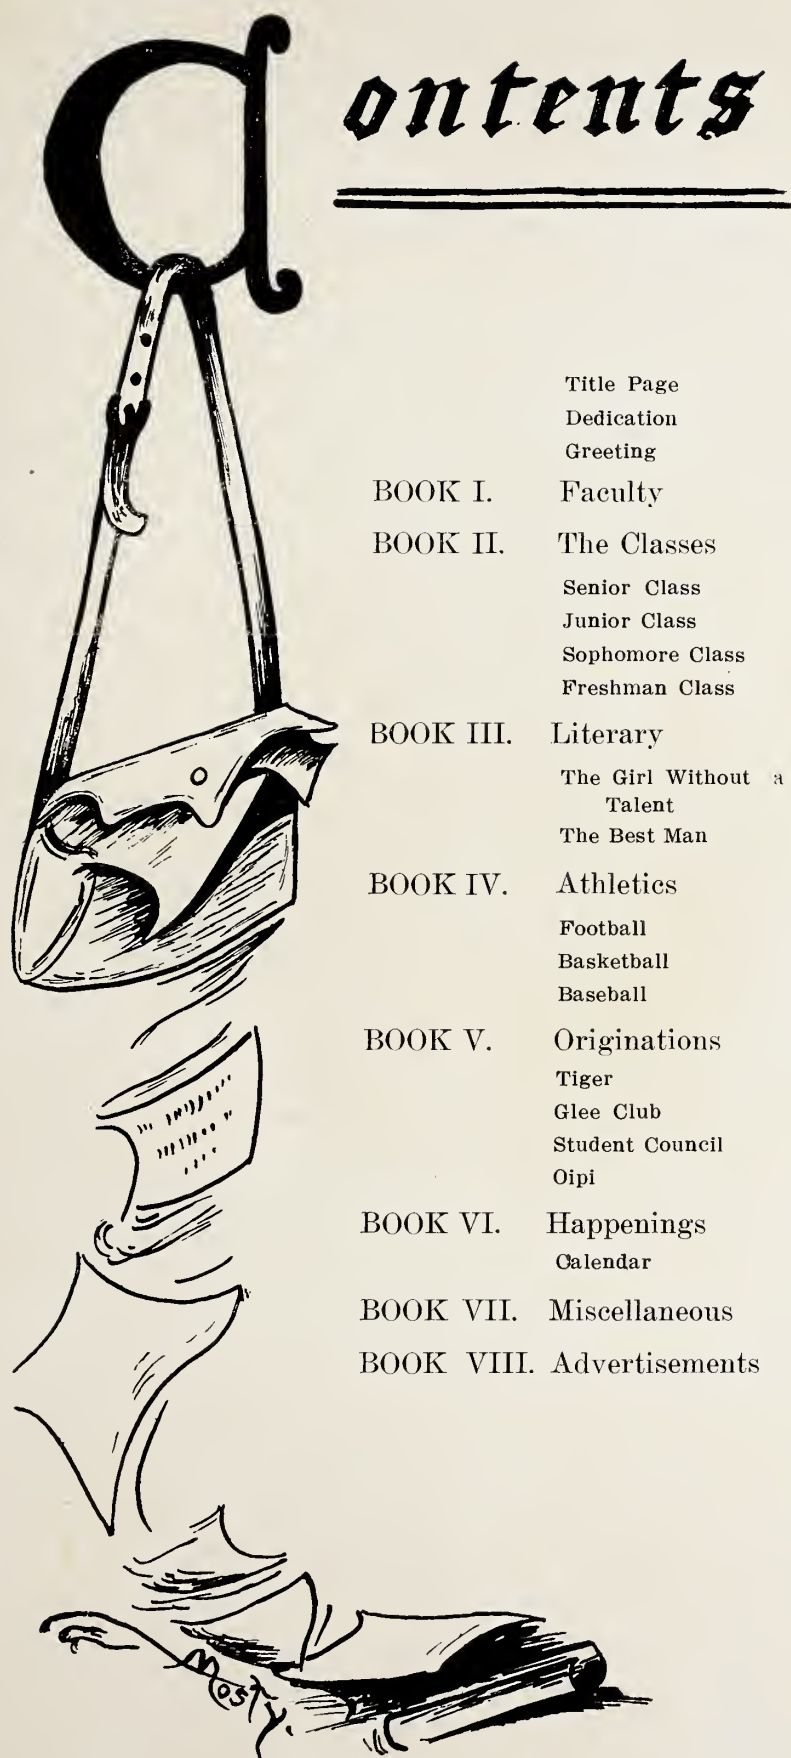 Contents
Title Page
Dedication
Greeting
BOOK I. Faculty
BOOK II. The Classes
Senior Class
Junior Class
Sophomore Class
Freshman Class
BOOK III. Literary
The Girl Without a
Talent
The Best Man
BOOK IV. Athletics
Football
Basketball
Baseball
BOOK V. Originations
Tiger
Glee Club
Student Council
Oipi
BOOK VI. Happenings
Calendar
BOOK VII. Miscellaneous
BOOK VIII. Advertisements
Mosty.